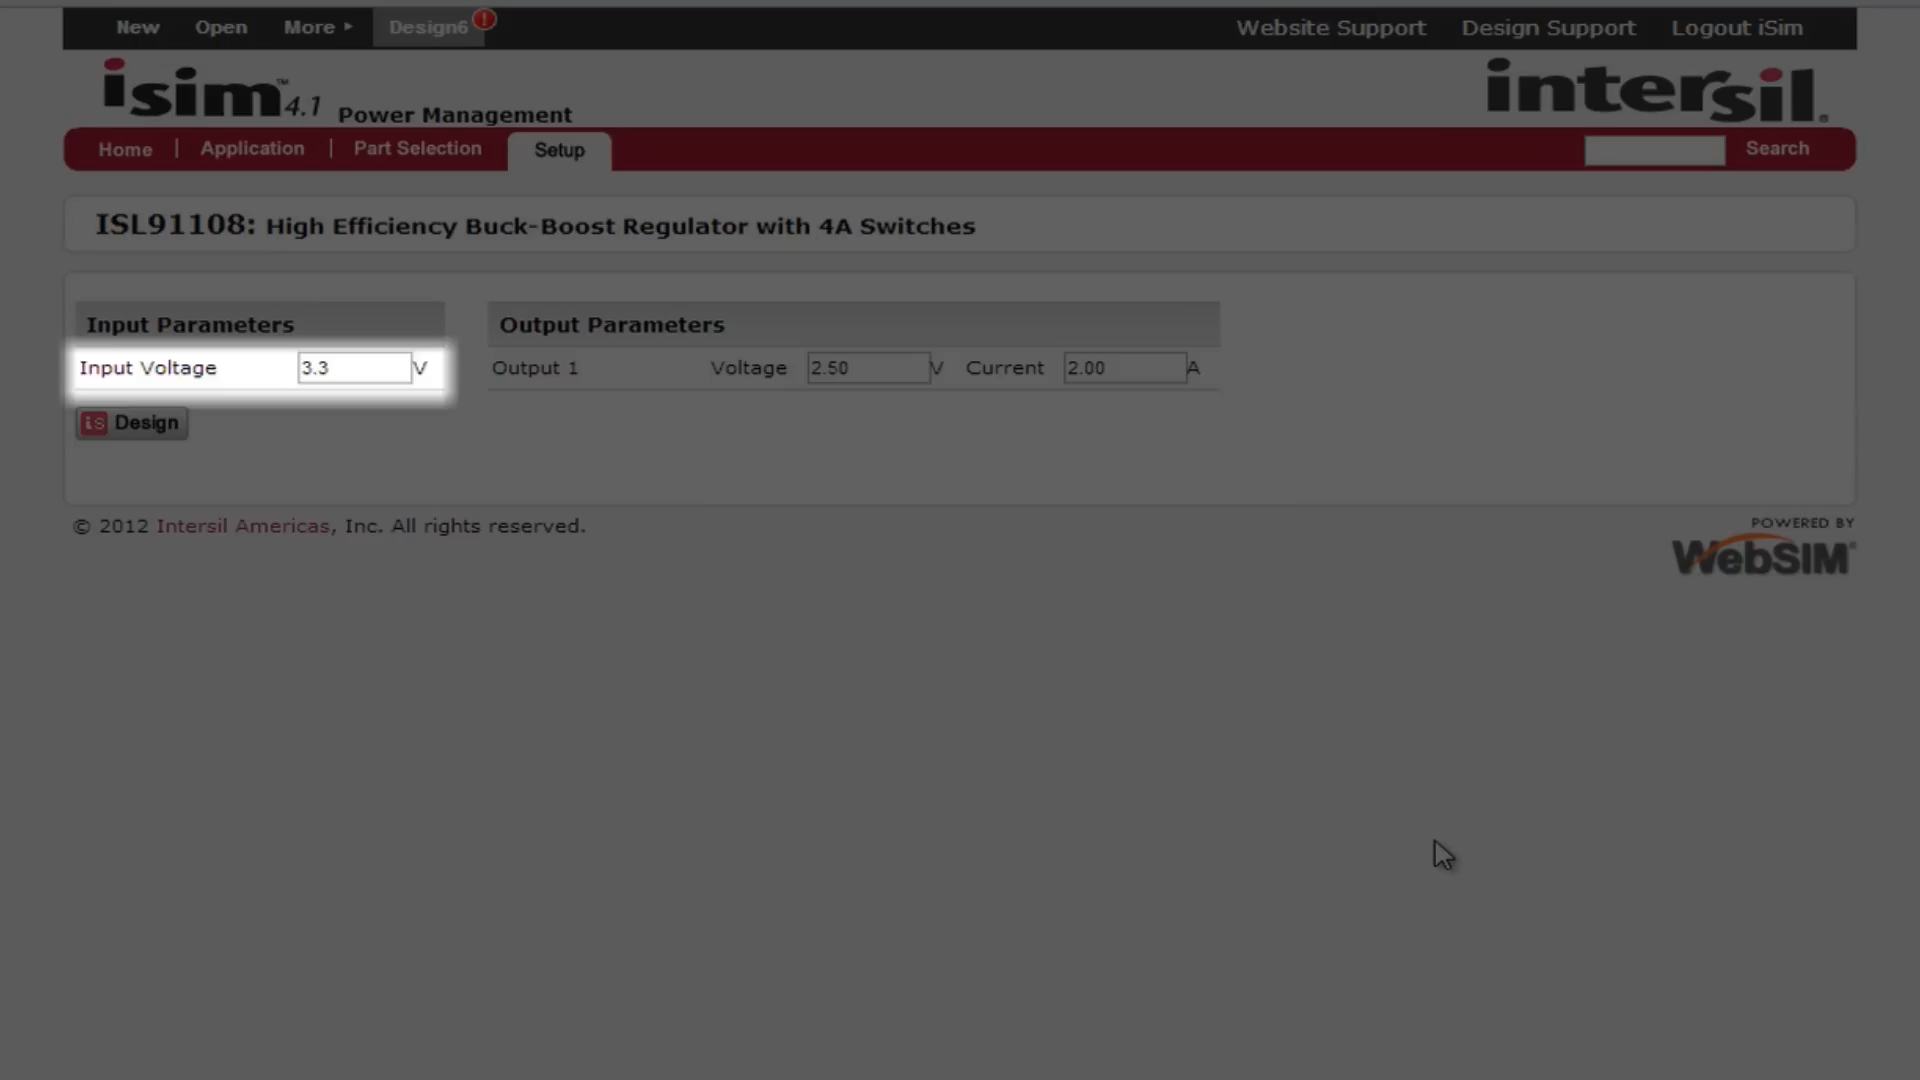 New Open More Design6 ! Website Support Design Support Logout iSim
isim™ 4.1 Power Management intersil®
Home | Application | Part Selection Setup Search
ISL91108: High Efficiency Buck-Boost Regulator with 4A Switches
Input Parameters Output Parameters
Input Voltage 3.3 V Output 1 Voltage 2.50 V Current 2.00 A
is Design
© 2012 Intersil Americas, Inc. All rights reserved.
POWERED BY
WebSIM®